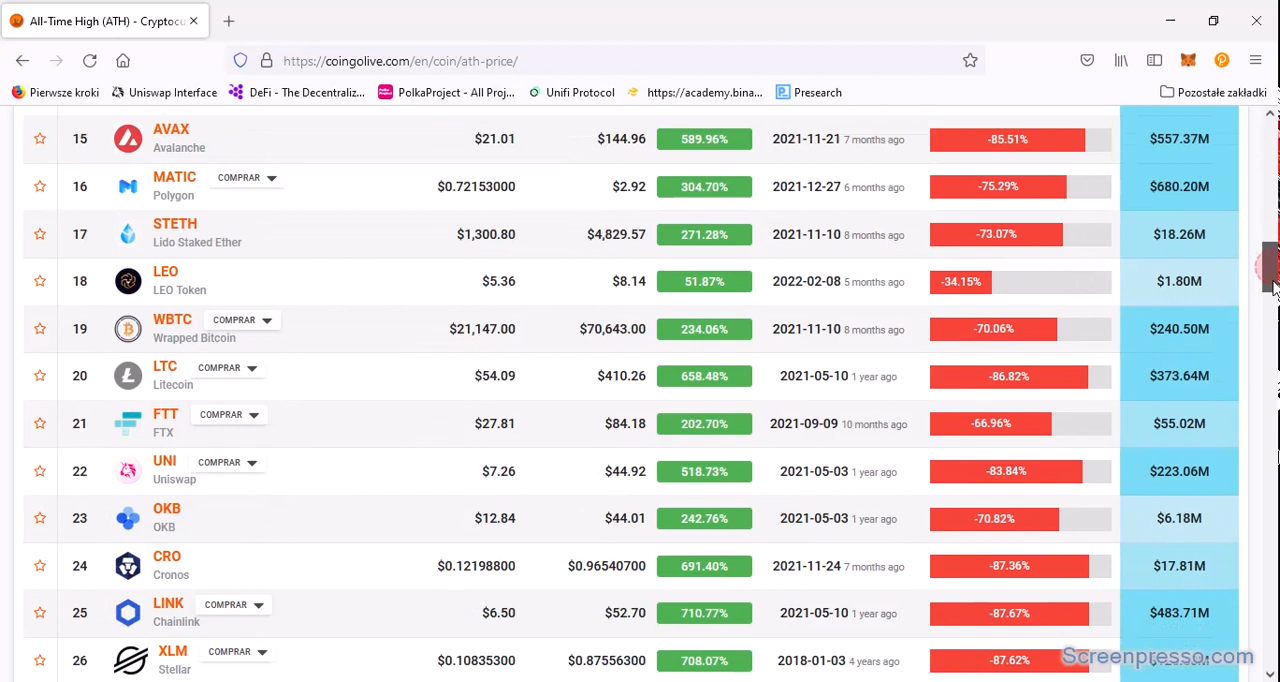 All-Time High (ATH) - Cryptocu
https://coingolive.com/en/coin/ath-price/
Pierwsze kroki Uniswap Interface DeFi - The Decentraliz... PolkaProject - All Proj... Unifi Protocol https://academy.bina... Presearch Pozostałe zakładki
15 AVAX Avalanche $21.01 $144.96 589.96% 2021-11-21 7 months ago -85.51% $557.37M
16 MATIC COMPRAR Polygon $0.72153000 $2.92 304.70% 2021-12-27 6 months ago -75.29% $680.20M
17 STETH Lido Staked Ether $1,300.80 $4,829.57 271.28% 2021-11-10 8 months ago -73.07% $18.26M
18 LEO LEO Token $5.36 $8.14 51.87% 2022-02-08 5 months ago -34.15% $1.80M
19 WBTC COMPRAR Wrapped Bitcoin $21,147.00 $70,643.00 234.06% 2021-11-10 8 months ago -70.06% $240.50M
20 LTC COMPRAR Litecoin $54.09 $410.26 658.48% 2021-05-10 1 year ago -86.82% $373.64M
21 FTT COMPRAR FTX $27.81 $84.18 202.70% 2021-09-09 10 months ago -66.96% $55.02M
22 UNI COMPRAR Uniswap $7.26 $44.92 518.73% 2021-05-03 1 year ago -83.84% $223.06M
23 OKB OKB $12.84 $44.01 242.76% 2021-05-03 1 year ago -70.82% $6.18M
24 CRO Cronos $0.12198800 $0.96540700 691.40% 2021-11-24 7 months ago -87.36% $17.81M
25 LINK COMPRAR Chainlink $6.50 $52.70 710.77% 2021-05-10 1 year ago -87.67% $483.71M
26 XLM COMPRAR Stellar $0.10835300 $0.87556300 708.07% 2018-01-03 4 years ago -87.62%
Screenpresso.com